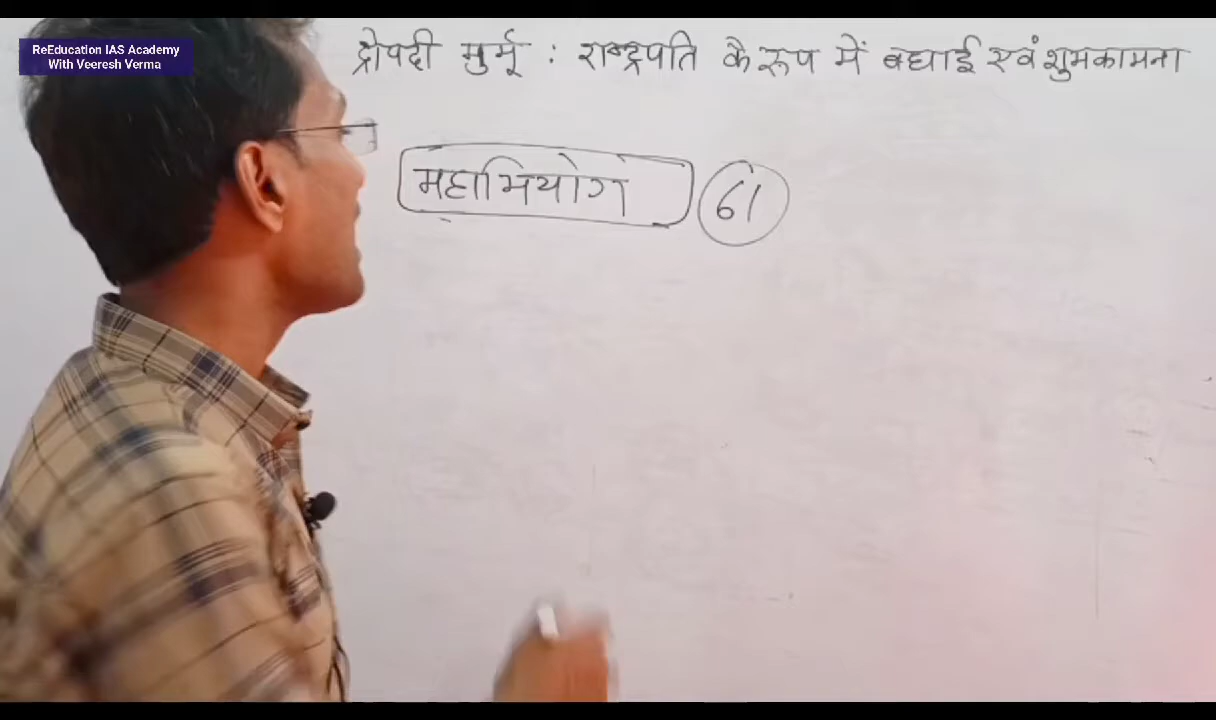 ReEducation IAS Academy
With Veeresh Verma
द्रोपदी मुर्मू : राष्ट्रपति के रूप में बधाई एवं शुभकामना
महाभियोग 61